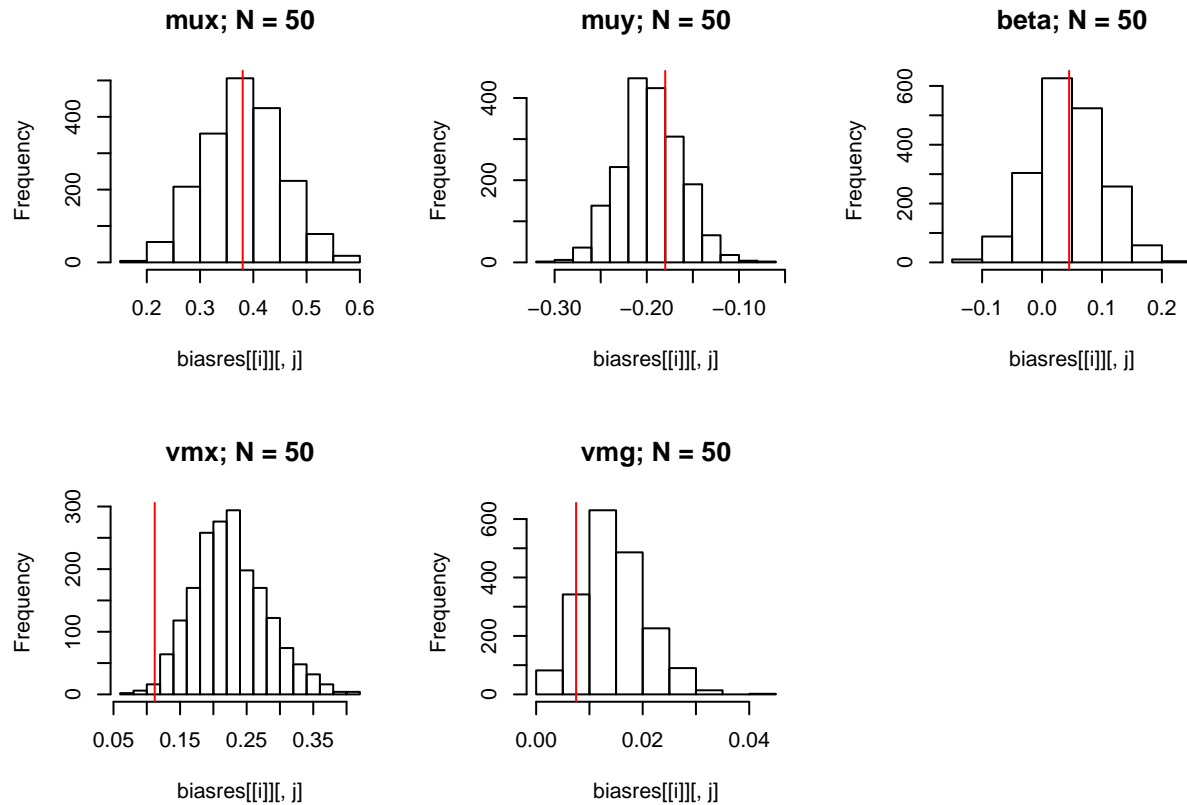 mux; N = 50
Frequency
0 200 400
0.2 0.3 0.4 0.5 0.6
biasres[[i]][, j]
muy; N = 50
Frequency
0 200 400
−0.30 −0.20 −0.10
biasres[[i]][, j]
beta; N = 50
Frequency
0 200 400 600
−0.1 0.0 0.1 0.2
biasres[[i]][, j]
vmx; N = 50
Frequency
0 100 200 300
0.05 0.15 0.25 0.35
biasres[[i]][, j]
vmg; N = 50
Frequency
0 200 400 600
0.00 0.02 0.04
biasres[[i]][, j]